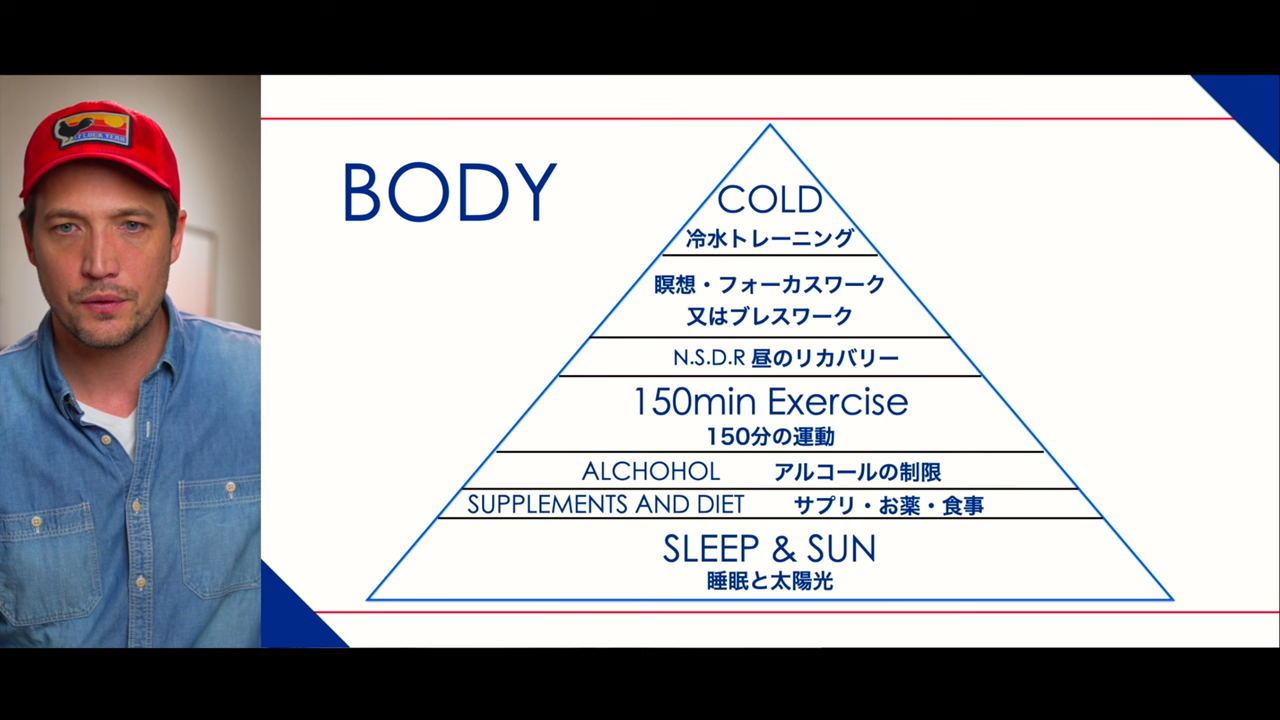 BODY
COLD
冷水トレーニング
瞑想・フォーカスワーク
又はブレスワーク
N.S.D.R 昼のリカバリー
150min Exercise
150分の運動
ALCHOHOL アルコールの制限
SUPPLEMENTS AND DIET サプリ・お薬・食事
SLEEP & SUN
睡眠と太陽光